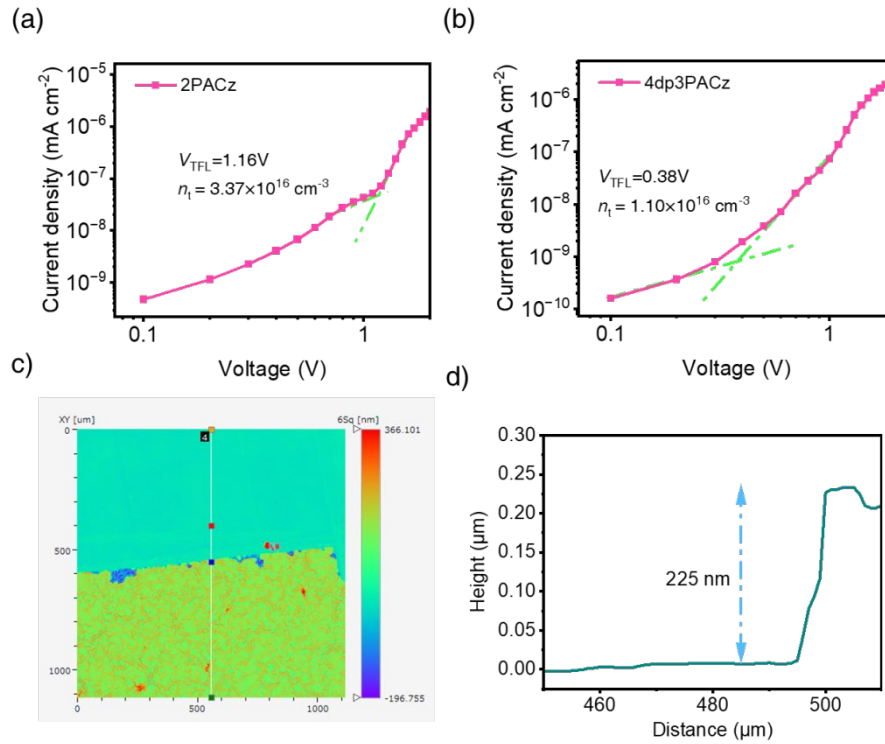 (a)
10⁻⁵
10⁻⁶
10⁻⁷
10⁻⁸
10⁻⁹
Current density (mA cm⁻²)
2PACz
V_TFL=1.16V
n_t = 3.37×10¹⁶ cm⁻³
0.1
1
Voltage (V)
(b)
10⁻⁶
10⁻⁷
10⁻⁸
10⁻⁹
10⁻¹⁰
Current density (mA cm⁻²)
4dp3PACz
V_TFL=0.38V
n_t = 1.10×10¹⁶ cm⁻³
0.1
1
Voltage (V)
c)
XY [um]
6Sq [nm]
0
500
1000
4
366.101
-196.755
0
500
1000
d)
0.30
0.25
0.20
0.15
0.10
0.05
0.00
Height (µm)
225 nm
460
480
500
Distance (µm)